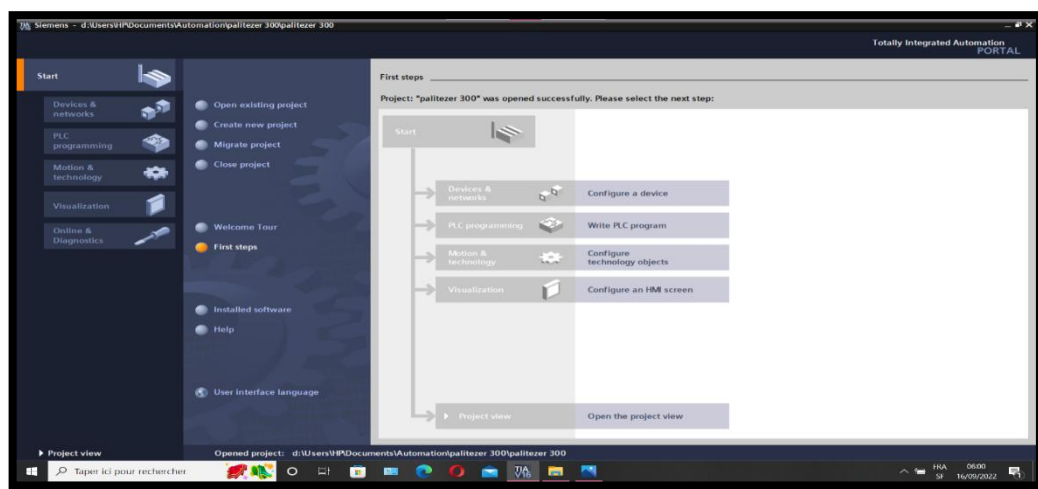 Siemens - d:\Users\HP\Documents\Automation\palitezer 300\palitezer 300
Totally Integrated Automation
PORTAL
Start
Devices &
networks
PLC
programming
Motion &
technology
Visualization
Online &
Diagnostics
Open existing project
Create new project
Migrate project
Close project
Welcome Tour
First steps
Installed software
Help
User interface language
First steps
Project: "palitezer 300" was opened successfully. Please select the next step:
Start
Devices &
networks
Configure a device
PLC programming
Write PLC program
Motion &
technology
Configure
technology objects
Visualization
Configure an HMI screen
Project view
Open the project view
Project view
Opened project: d:\Users\HP\Documents\Automation\palitezer 300\palitezer 300
Taper ici pour rechercher
TIA
V16
FRA
SF
06:00
16/09/2022